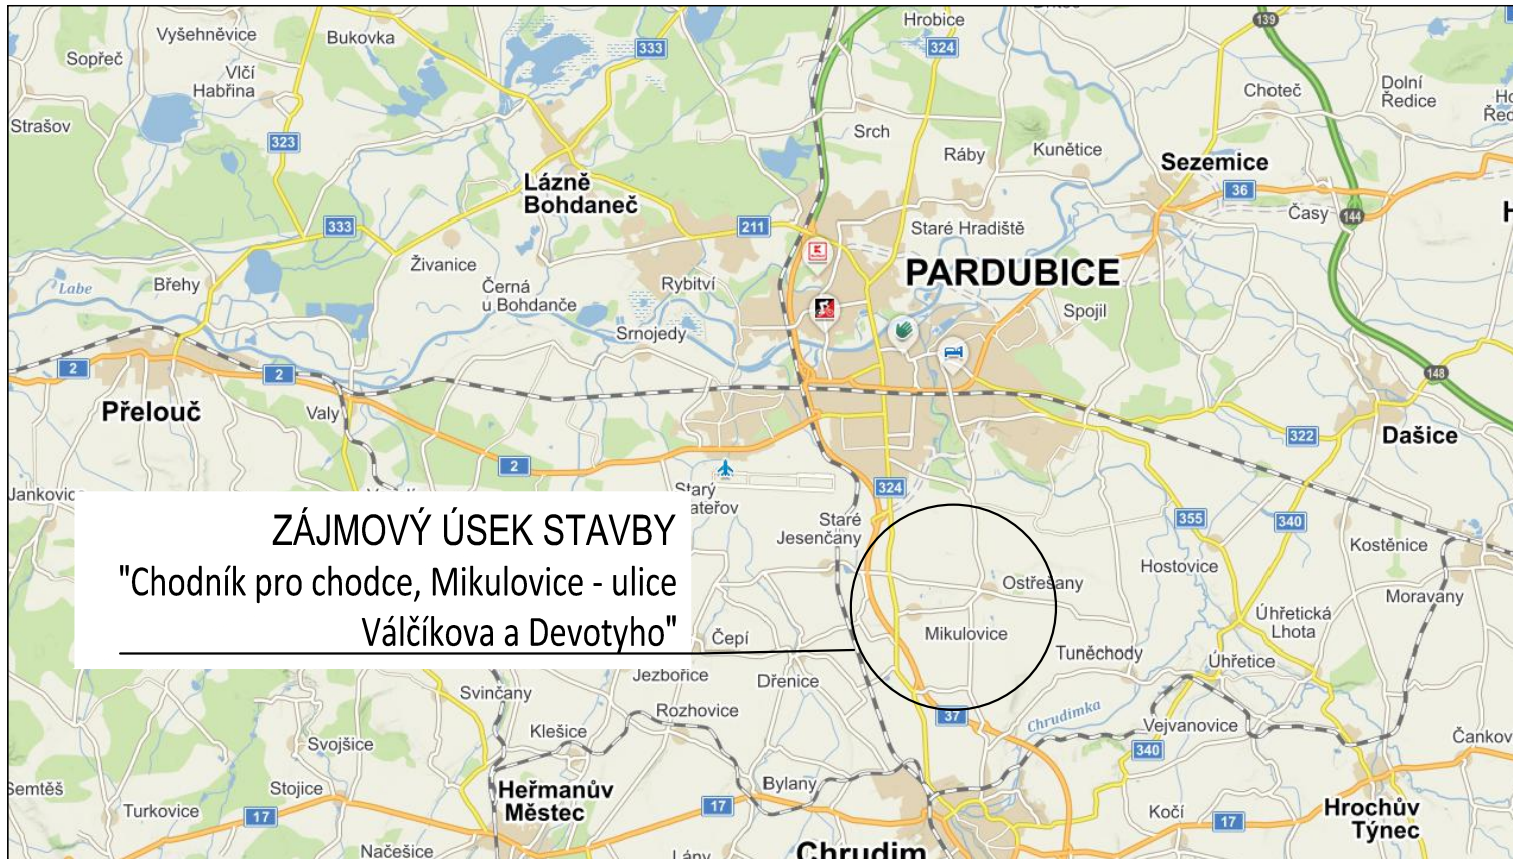 Hrobice
139
Vyšehněvice
Bukovka
333
324
Sopřeč
Vlčí
Habřina
Choteč
Dolní
Ředice
Strašov
323
Srch
Ráby
Kunětice
Sezemice
36
Lázně
Bohdaneč
333
211
Staré Hradiště
Časy
144
Živanice
PARDUBICE
Labe
Břehy
Černá
u Bohdanče
Rybitví
Spojil
Srnojedy
2
2
148
Přelouč
Valy
322
Dašice
2
Starý
324
Staré
Jesenčany
355
340
Kostěnice
ZÁJMOVÝ ÚSEK STAVBY
"Chodník pro chodce, Mikulovice - ulice
Válčíkova a Devotyho"
Hostovice
Ostřešany
Moravany
Úhřetická
Lhota
Čepí
Mikulovice
Tuněchody
Úhřetice
Jezbořice
Dřenice
Svinčany
Rozhovice
37
Chrudimka
Vejvanovice
Klešice
Svojšice
340
Čankov
Semtěš
Stojice
Heřmanův
Městec
Bylany
Turkovice
17
17
Kočí
17
Hrochův
Týnec
Načešice
Lány
Chrudim